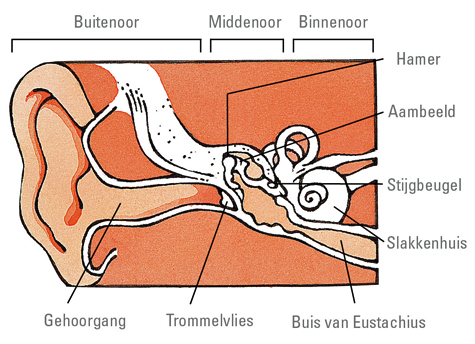 Buitenoor
Middenoor
Binnenoor
Hamer
Aambeeld
Stijgbeugel
Slakkenhuis
Gehoorgang
Trommelvlies
Buis van Eustachius